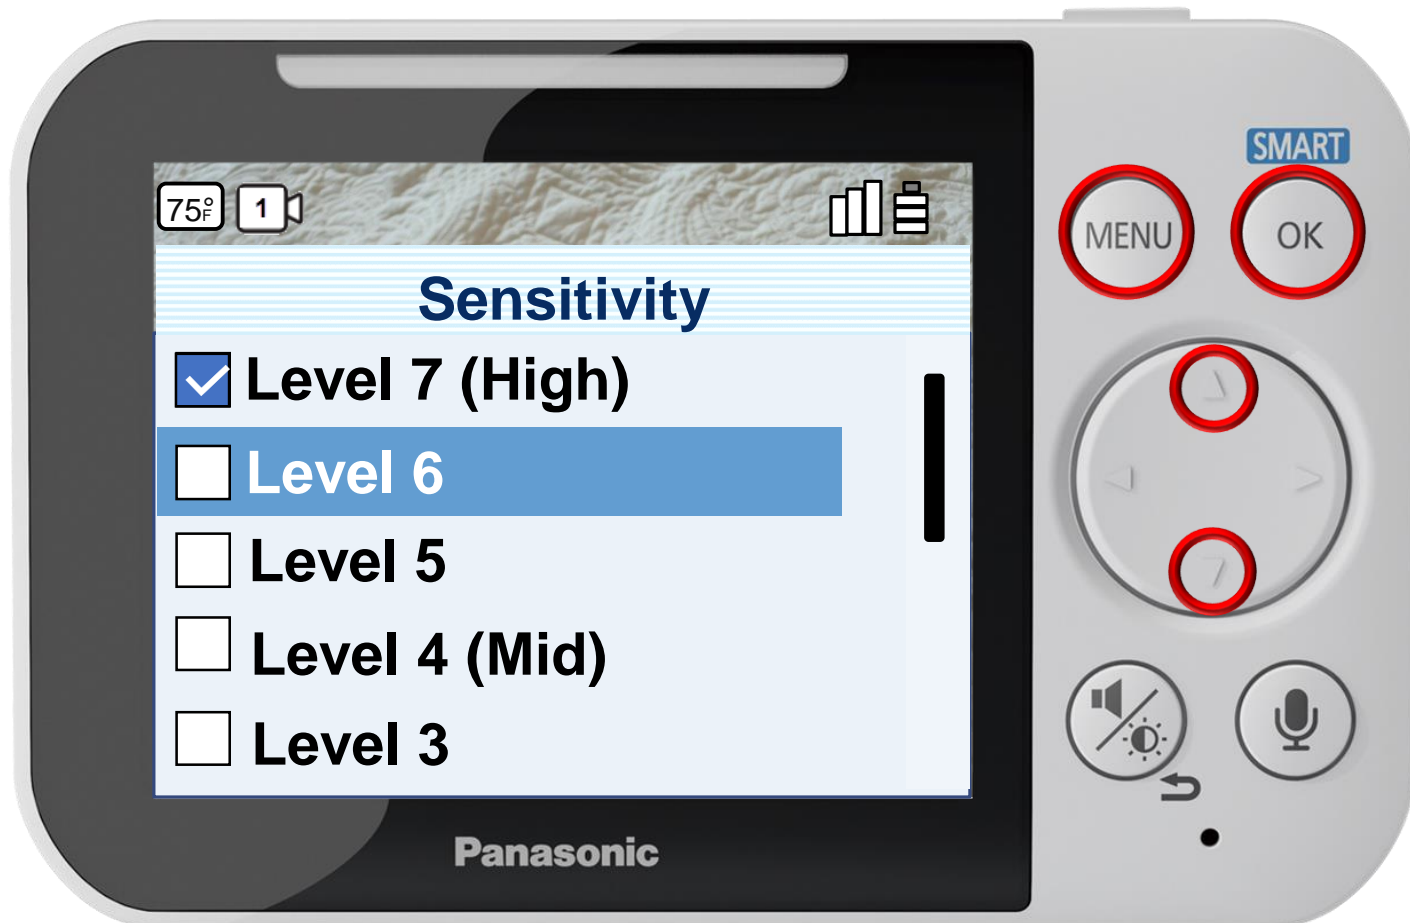 SMART
75°F 1
MENU OK
Sensitivity
Level 7 (High)
Level 6
Level 5
Level 4 (Mid)
Level 3
Panasonic